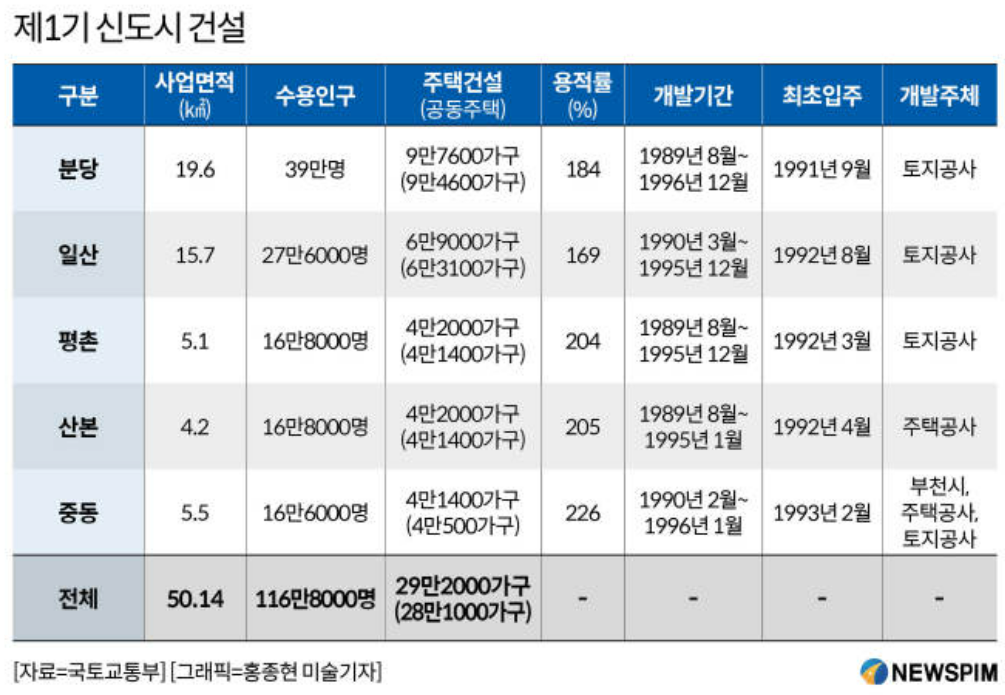 제1기 신도시 건설
구분 사업면적 (㎢) 수용인구 주택건설 (공동주택) 용적률 (%) 개발기간 최초입주 개발주체
분당 19.6 39만명 9만7600가구 (9만4600가구) 184 1989년 8월~ 1996년 12월 1991년 9월 토지공사
일산 15.7 27만6000명 6만9000가구 (6만3100가구) 169 1990년 3월~ 1995년 12월 1992년 8월 토지공사
평촌 5.1 16만8000명 4만2000가구 (4만1400가구) 204 1989년 8월~ 1995년 12월 1992년 3월 토지공사
산본 4.2 16만8000명 4만2000가구 (4만1400가구) 205 1989년 8월~ 1995년 1월 1992년 4월 주택공사
중동 5.5 16만6000명 4만1400가구 (4만500가구) 226 1990년 2월~ 1996년 1월 1993년 2월 부천시, 주택공사, 토지공사
전체 50.14 116만8000명 29만2000가구 (28만1000가구) - - - -
[자료=국토교통부] [그래픽=홍종현 미술기자]
NEWSPIM